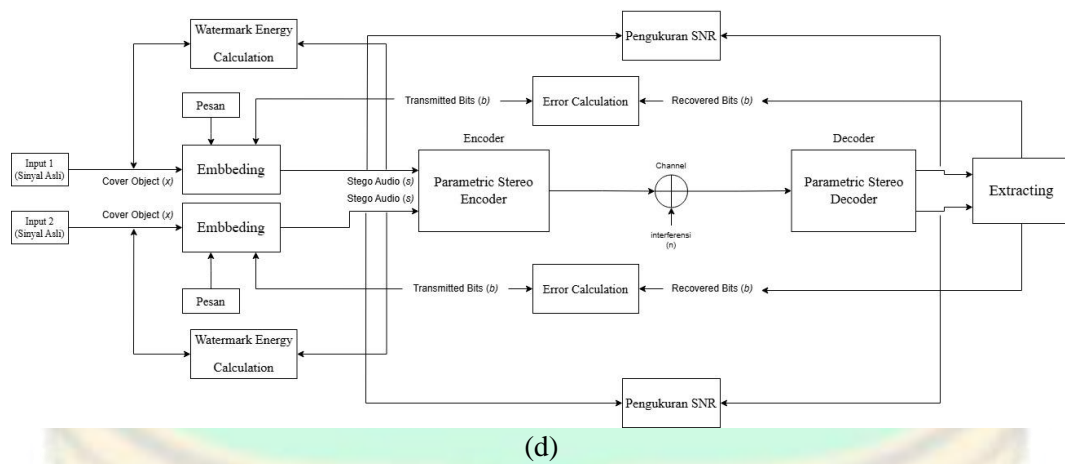 Watermark Energy
Calculation
Pengukuran SNR
Pesan
Transmitted Bits (b)
Error Calculation
Recovered Bits (b)
Encoder
Decoder
Input 1
(Sinyal Asli)
Cover Object (x)
Embbeding
Stego Audio (s)
Parametric Stereo
Encoder
Channel
Parametric Stereo
Decoder
Extracting
Stego Audio (s)
Input 2
(Sinyal Asli)
Cover Object (x)
Embbeding
interferensi
(n)
Pesan
Transmitted Bits (b)
Error Calculation
Recovered Bits (b)
Watermark Energy
Calculation
Pengukuran SNR
(d)